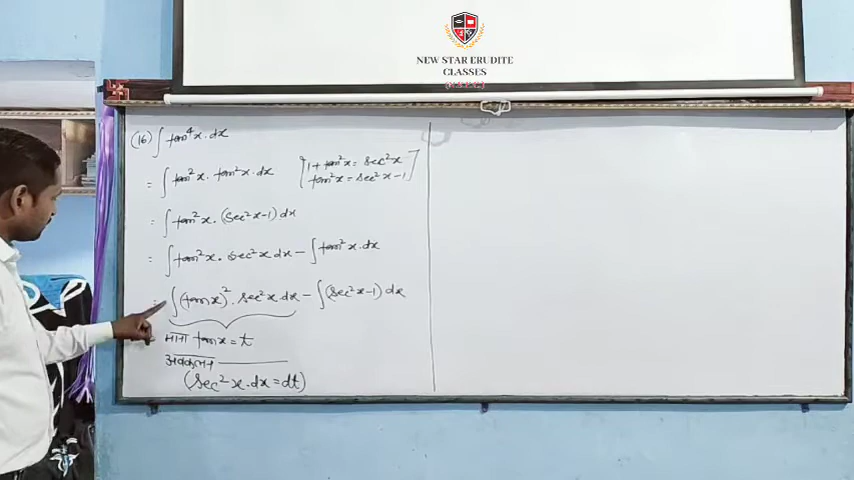 NEW STAR ERUDITE
CLASSES
(16) ∫ tan⁴x. dx
= ∫ tan²x. tan²x. dx [1 + tan²x = sec²x
tan²x = sec²x - 1]
= ∫ tan²x. (sec²x-1) dx
= ∫ tan²x. sec²x dx - ∫ tan²x. dx
= ∫ (tan x)². sec²x. dx - ∫ (sec²x-1) dx
माना tan x = t
अवकलन
(sec²x. dx = dt)